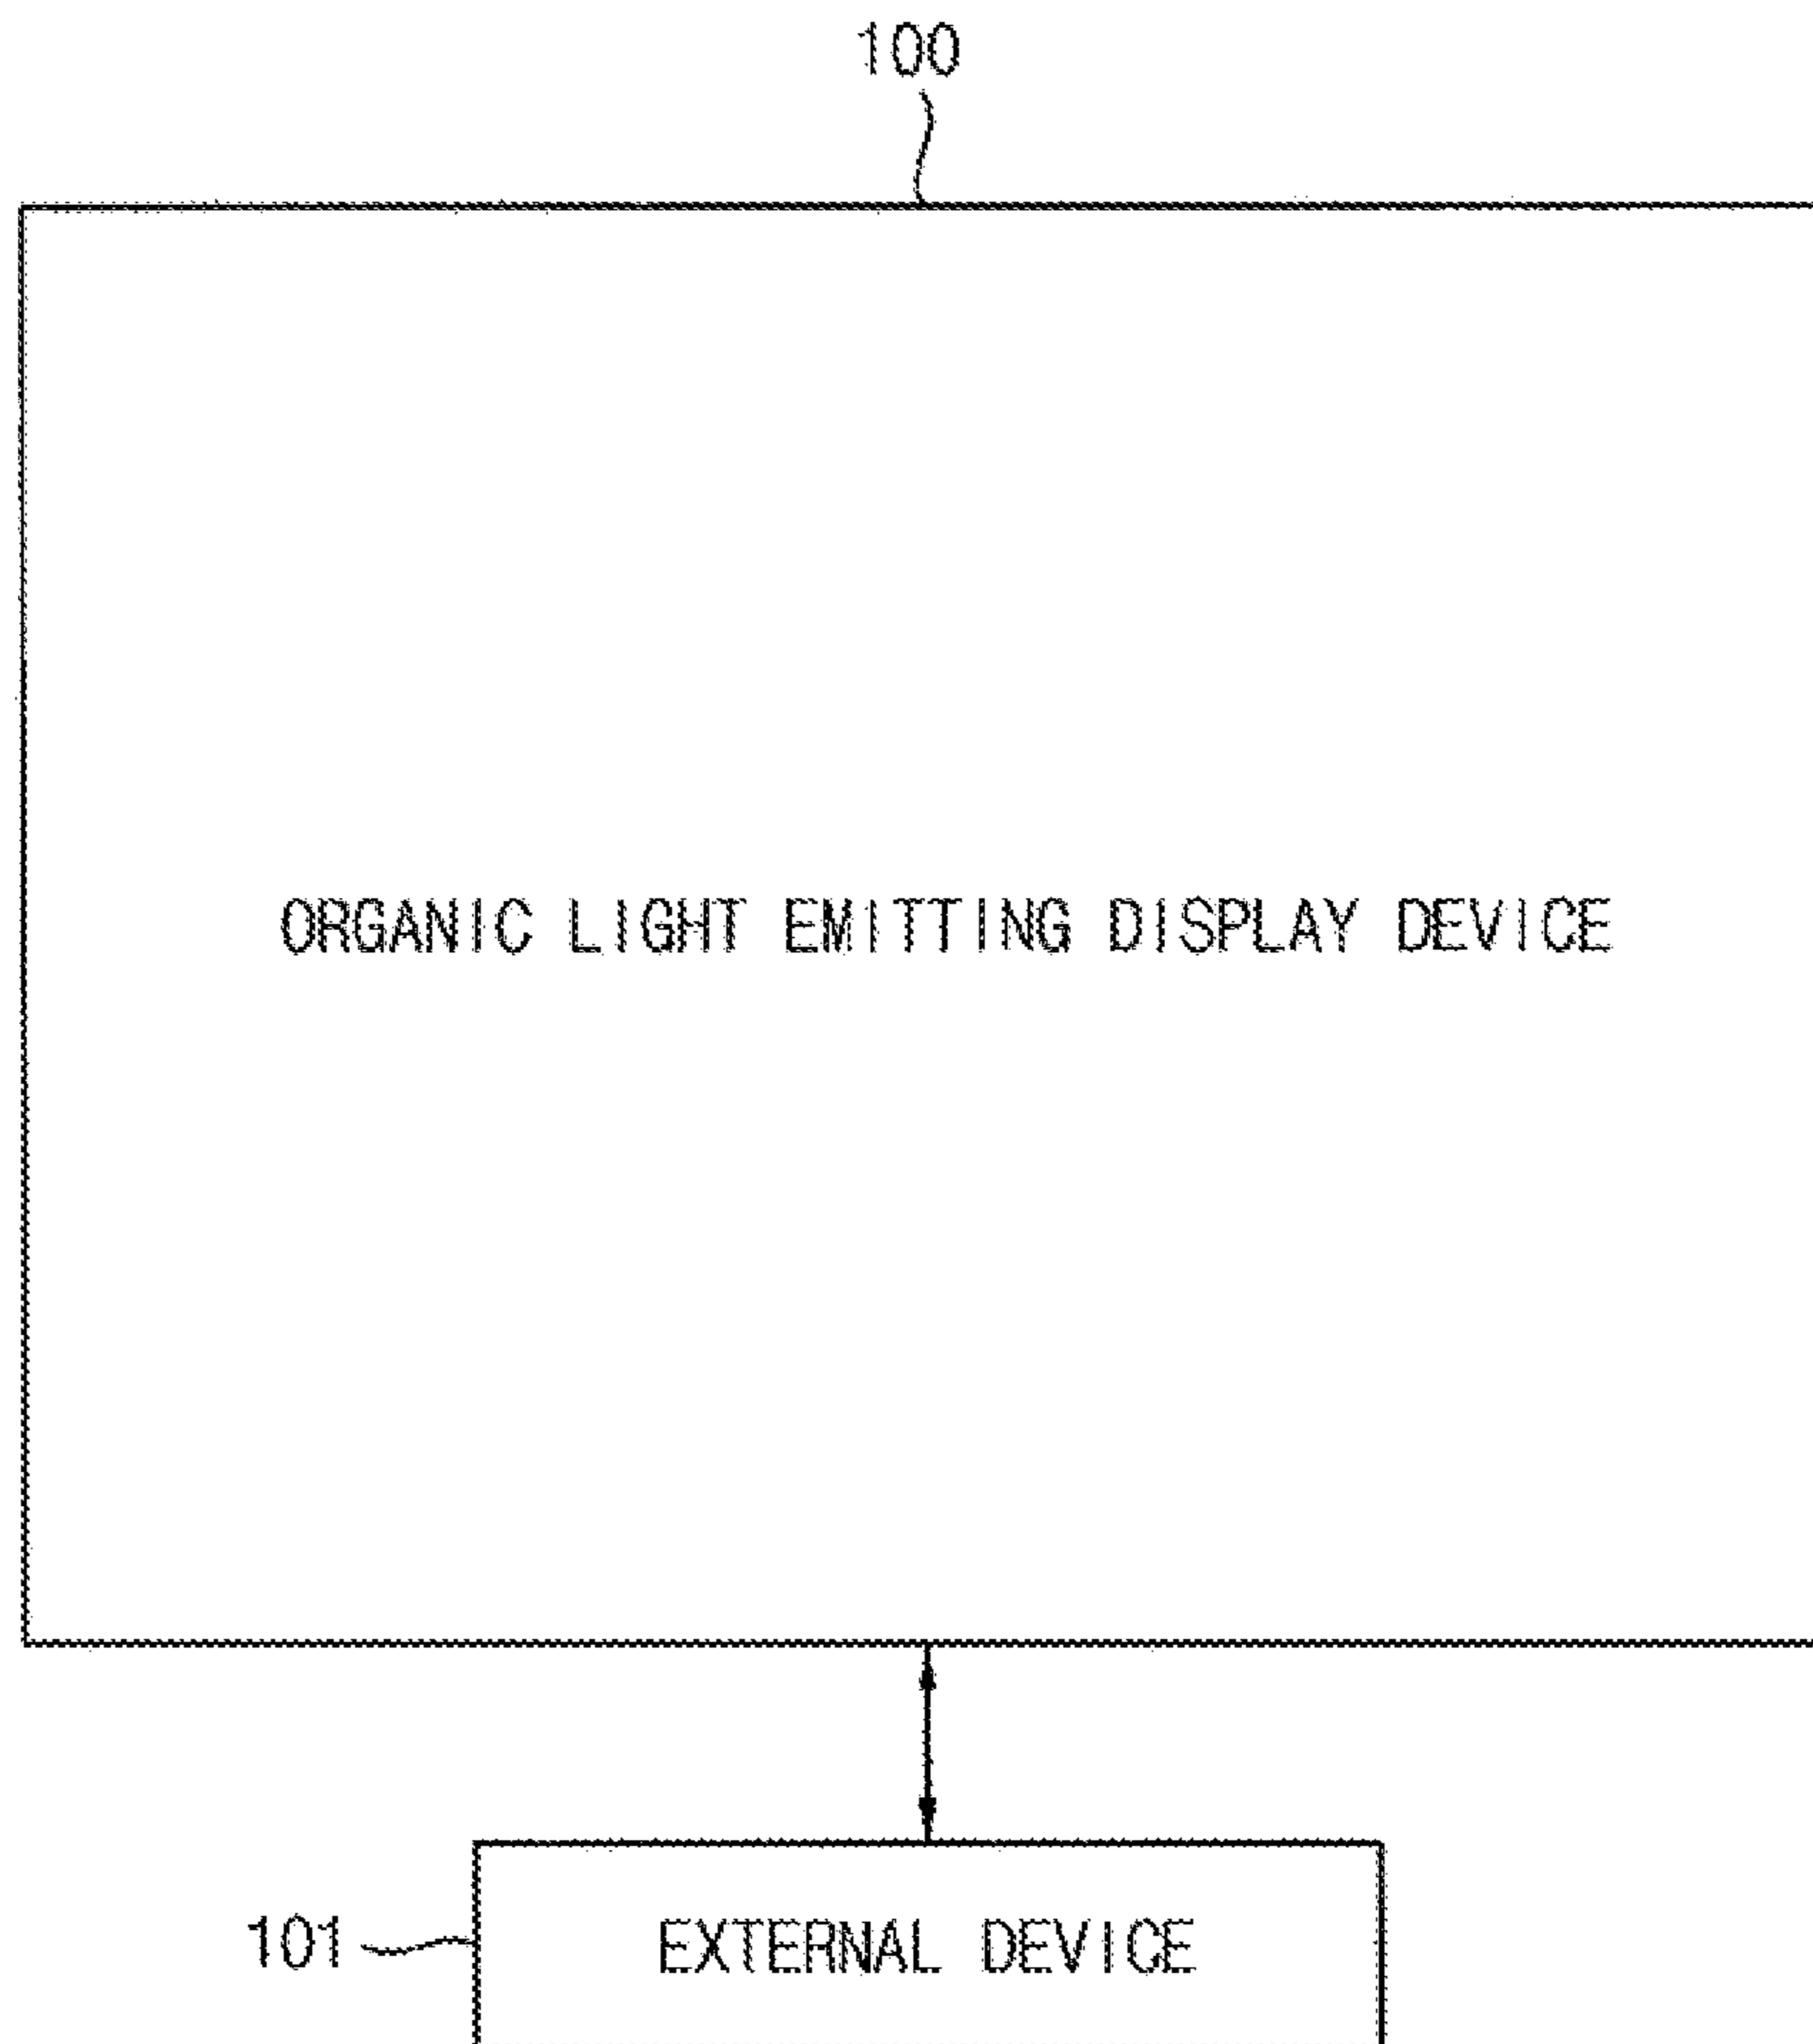 100
ORGANIC LIGHT EMITTING DISPLAY DEVICE
101
EXTERNAL DEVICE